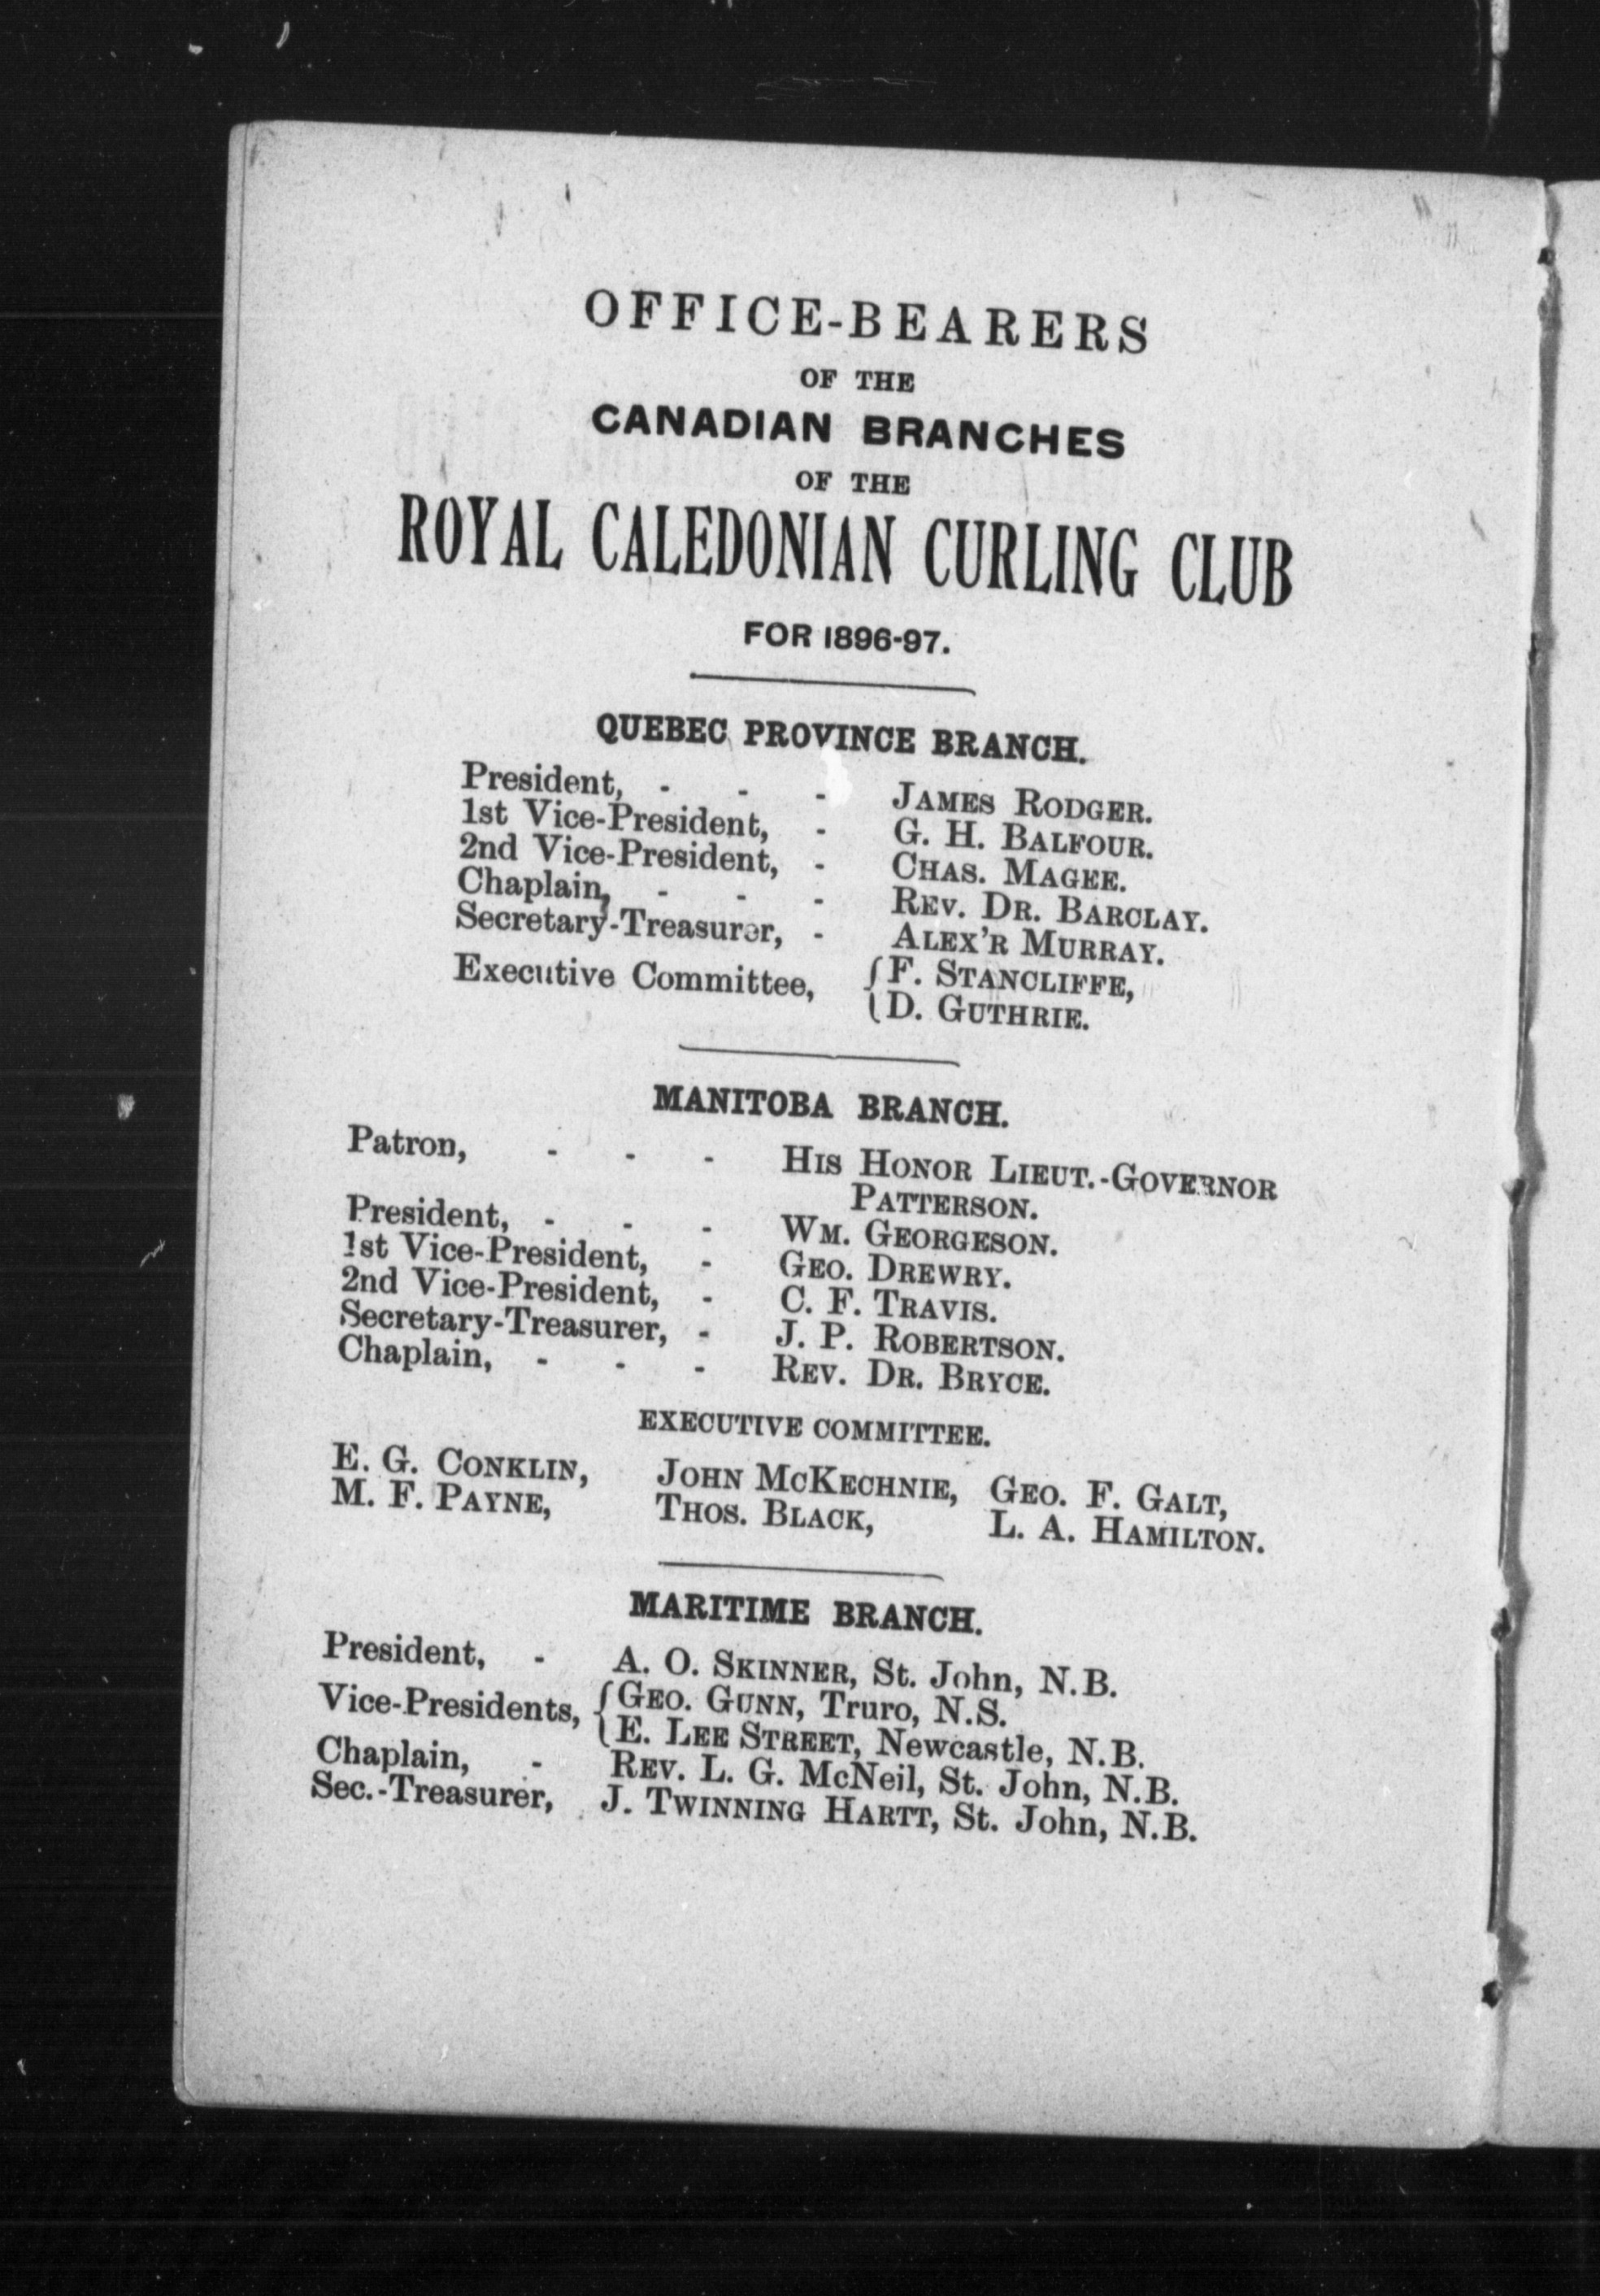 OFFICE-BEARERS
OF THE
CANADIAN BRANCHES
OF THE
ROYAL CALEDONIAN CURLING CLUB
FOR 1896-97.
QUEBEC PROVINCE BRANCH.
President, - - - JAMES RODGER.
1st Vice-President, - G. H. BALFOUR.
2nd Vice-President, - CHAS. MAGEE.
Chaplain, - - - REV. DR. BARCLAY.
Secretary-Treasurer, - ALEX'R MURRAY.
Executive Committee, { F. STANCLIFFE,
D. GUTHRIE.
MANITOBA BRANCH.
Patron, - - - HIS HONOR LIEUT.-GOVERNOR
PATTERSON.
President, - - - WM. GEORGESON.
1st Vice-President, - GEO. DREWRY.
2nd Vice-President, - C. F. TRAVIS.
Secretary-Treasurer, - J. P. ROBERTSON.
Chaplain, - - - REV. DR. BRYCE.
EXECUTIVE COMMITTEE.
E. G. CONKLIN, JOHN MCKECHNIE, GEO. F. GALT,
M. F. PAYNE, THOS. BLACK, L. A. HAMILTON.
MARITIME BRANCH.
President, - A. O. SKINNER, St. John, N.B.
Vice-Presidents, { GEO. GUNN, Truro, N.S.
E. LEE STREET, Newcastle, N.B.
Chaplain, - REV. L. G. McNeil, St. John, N.B.
Sec.-Treasurer, J. TWINNING HARTT, St. John, N.B.